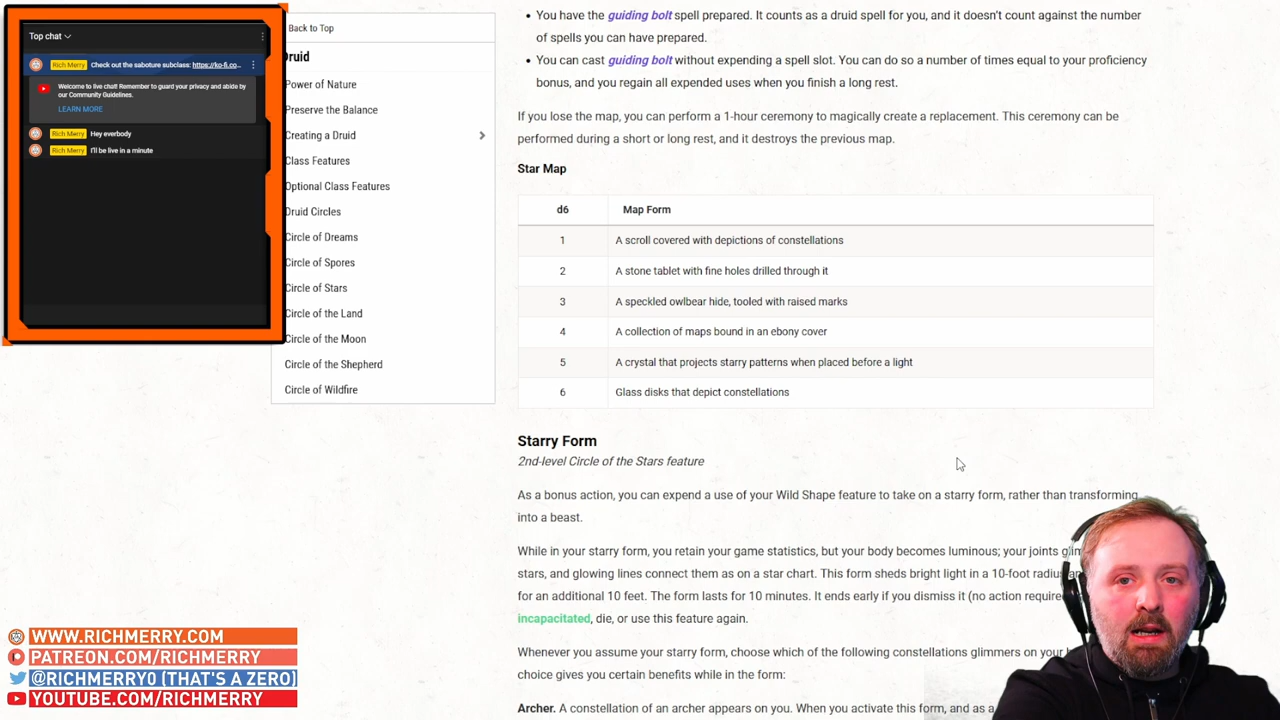 Top chat
Rich Merry Check out the saboture subclass: https://ko-fi.co...
Welcome to live chat! Remember to guard your privacy and abide by
our Community Guidelines.
LEARN MORE
Rich Merry Hey everbody
Rich Merry I'll be live in a minute
Back to Top
Druid
Power of Nature
Preserve the Balance
Creating a Druid
Class Features
Optional Class Features
Druid Circles
Circle of Dreams
Circle of Spores
Circle of Stars
Circle of the Land
Circle of the Moon
Circle of the Shepherd
Circle of Wildfire
• You have the guiding bolt spell prepared. It counts as a druid spell for you, and it doesn't count against the number
of spells you can have prepared.
• You can cast guiding bolt without expending a spell slot. You can do so a number of times equal to your proficiency
bonus, and you regain all expended uses when you finish a long rest.
If you lose the map, you can perform a 1-hour ceremony to magically create a replacement. This ceremony can be
performed during a short or long rest, and it destroys the previous map.
Star Map
d6 Map Form
1 A scroll covered with depictions of constellations
2 A stone tablet with fine holes drilled through it
3 A speckled owlbear hide, tooled with raised marks
4 A collection of maps bound in an ebony cover
5 A crystal that projects starry patterns when placed before a light
6 Glass disks that depict constellations
Starry Form
2nd-level Circle of the Stars feature
As a bonus action, you can expend a use of your Wild Shape feature to take on a starry form, rather than transforming
into a beast.
While in your starry form, you retain your game statistics, but your body becomes luminous; your joints
stars, and glowing lines connect them as on a star chart. This form sheds bright light in a 10-foot radius
for an additional 10 feet. The form lasts for 10 minutes. It ends early if you dismiss it (no action
incapacitated, die, or use this feature again.
Whenever you assume your starry form, choose which of the following constellations glimmers on your
choice gives you certain benefits while in the form:
Archer. A constellation of an archer appears on you. When you activate this form, and as a
WWW.RICHMERRY.COM
PATREON.COM/RICHMERRY
@RICHMERRY0 (THAT'S A ZERO)
YOUTUBE.COM/RICHMERRY